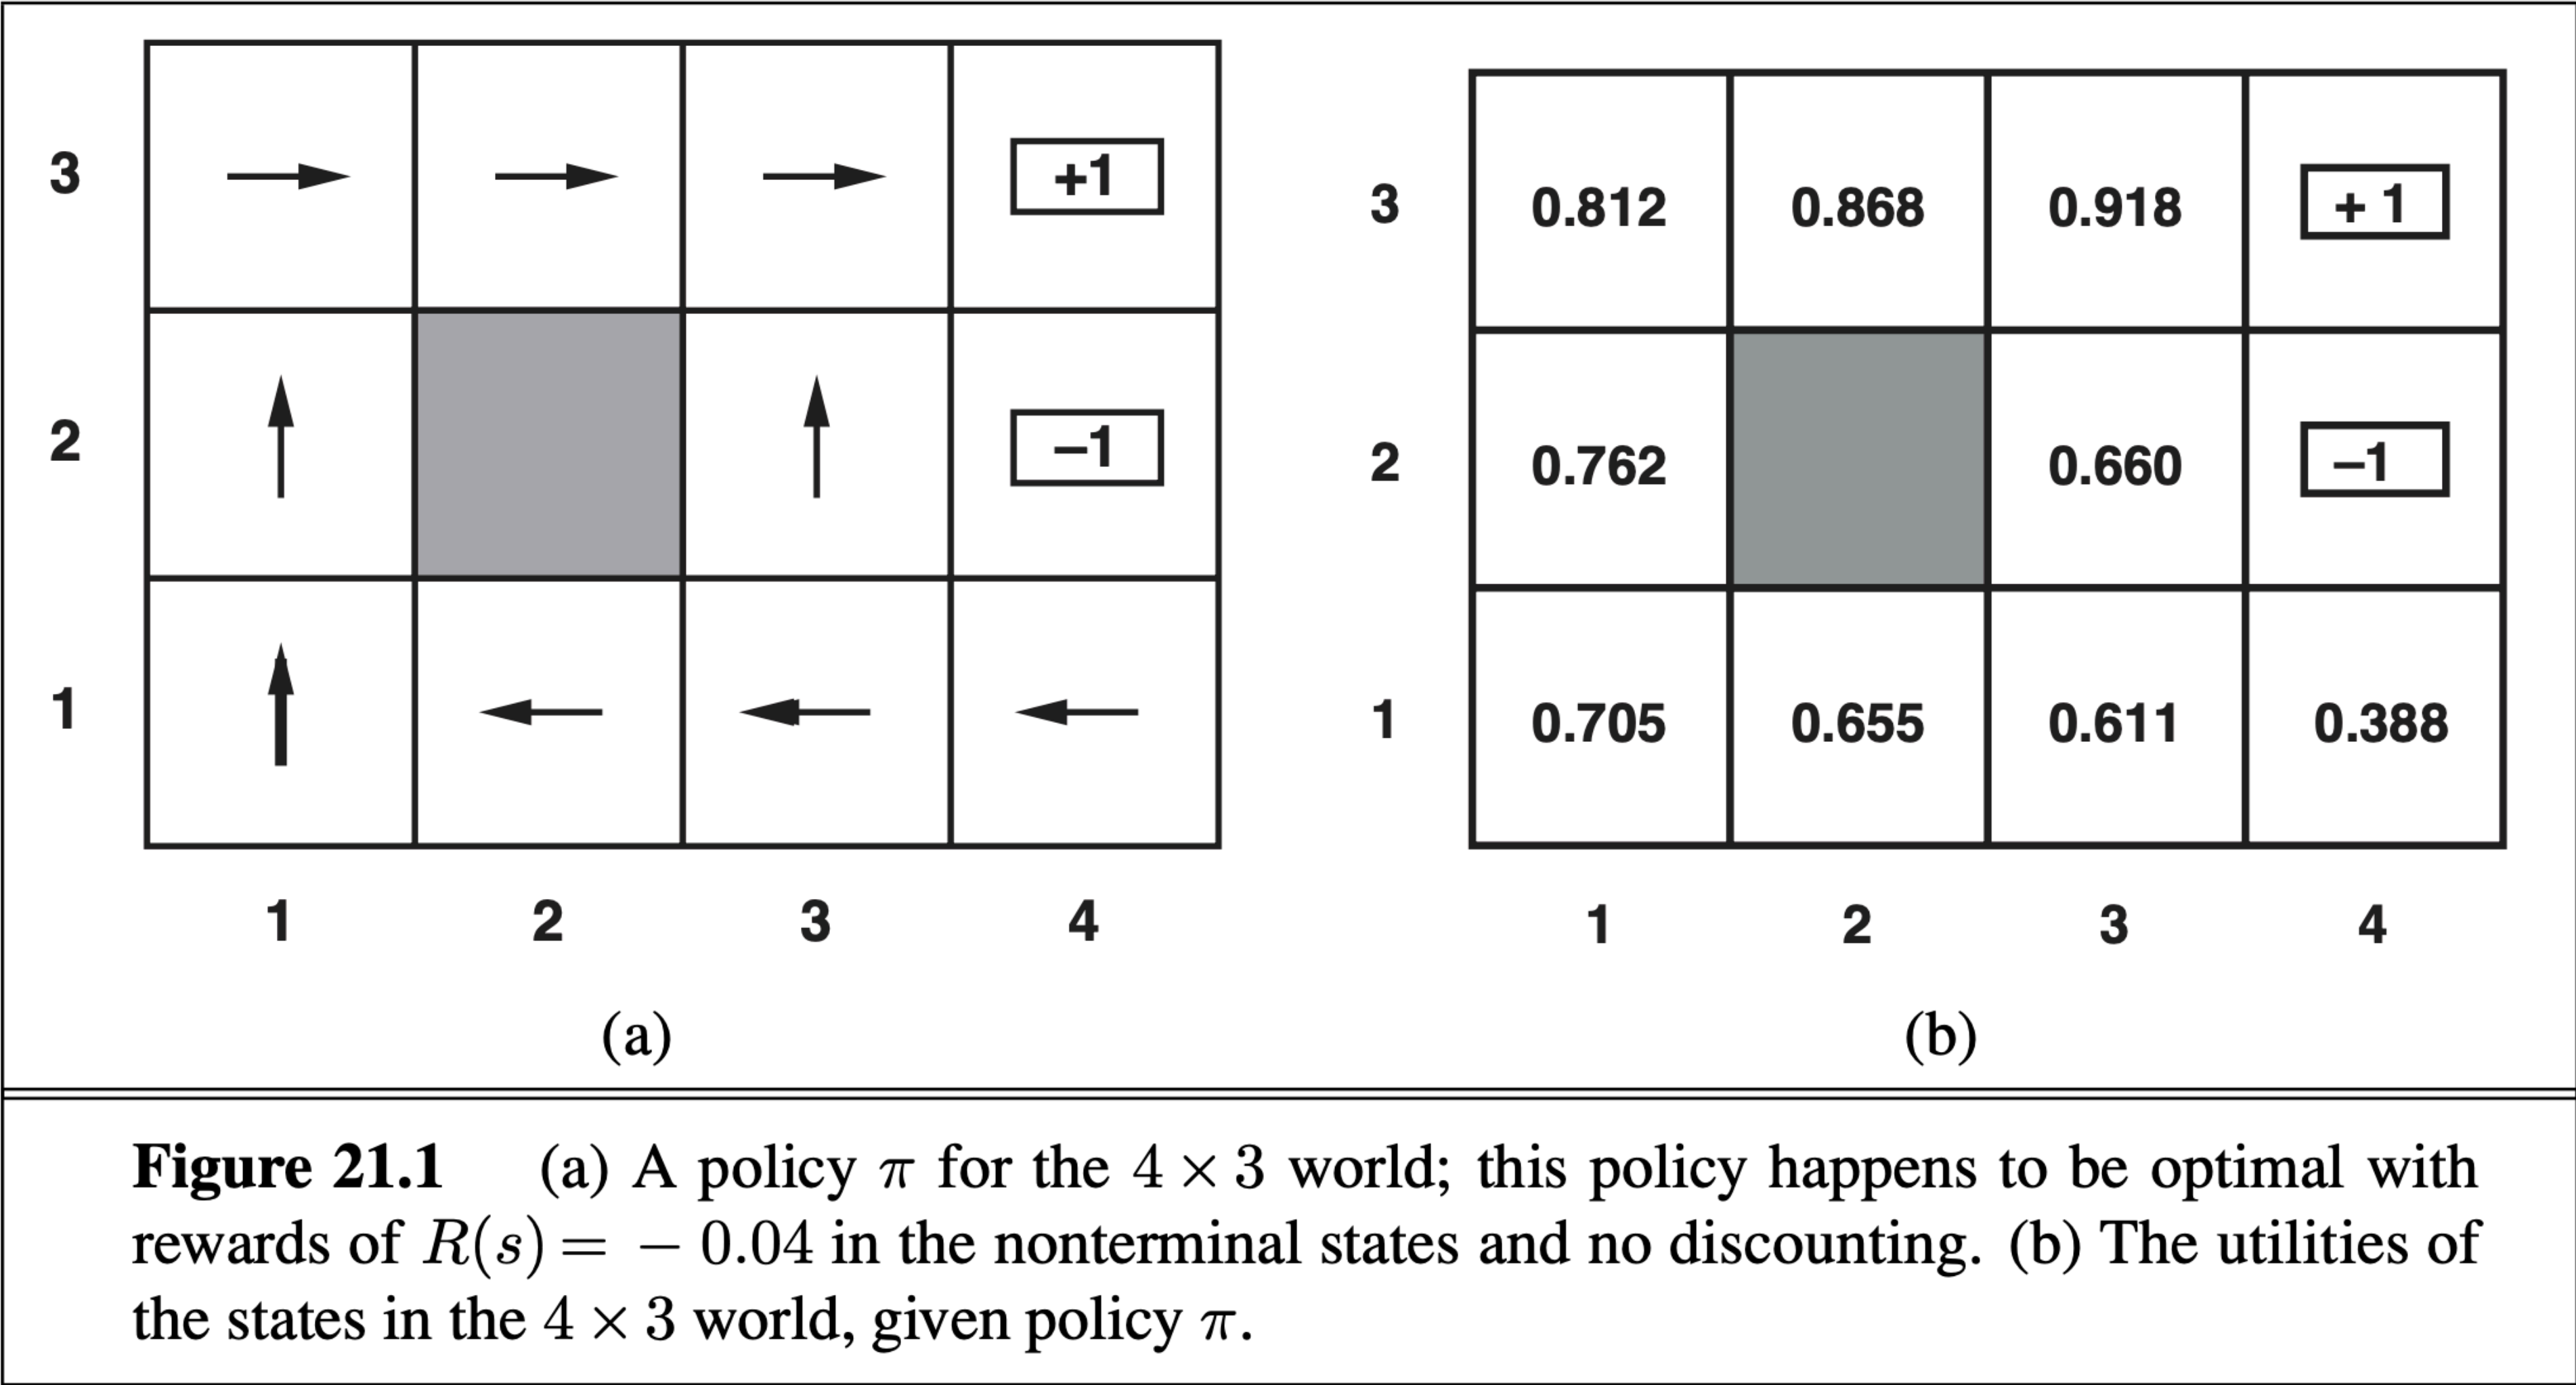 3 +1
2 –1
1
1 2 3 4
(a)
3 0.812 0.868 0.918 + 1
2 0.762 0.660 –1
1 0.705 0.655 0.611 0.388
1 2 3 4
(b)
Figure 21.1 (a) A policy π for the 4 × 3 world; this policy happens to be optimal with
rewards of R(s) = − 0.04 in the nonterminal states and no discounting. (b) The utilities of
the states in the 4 × 3 world, given policy π.